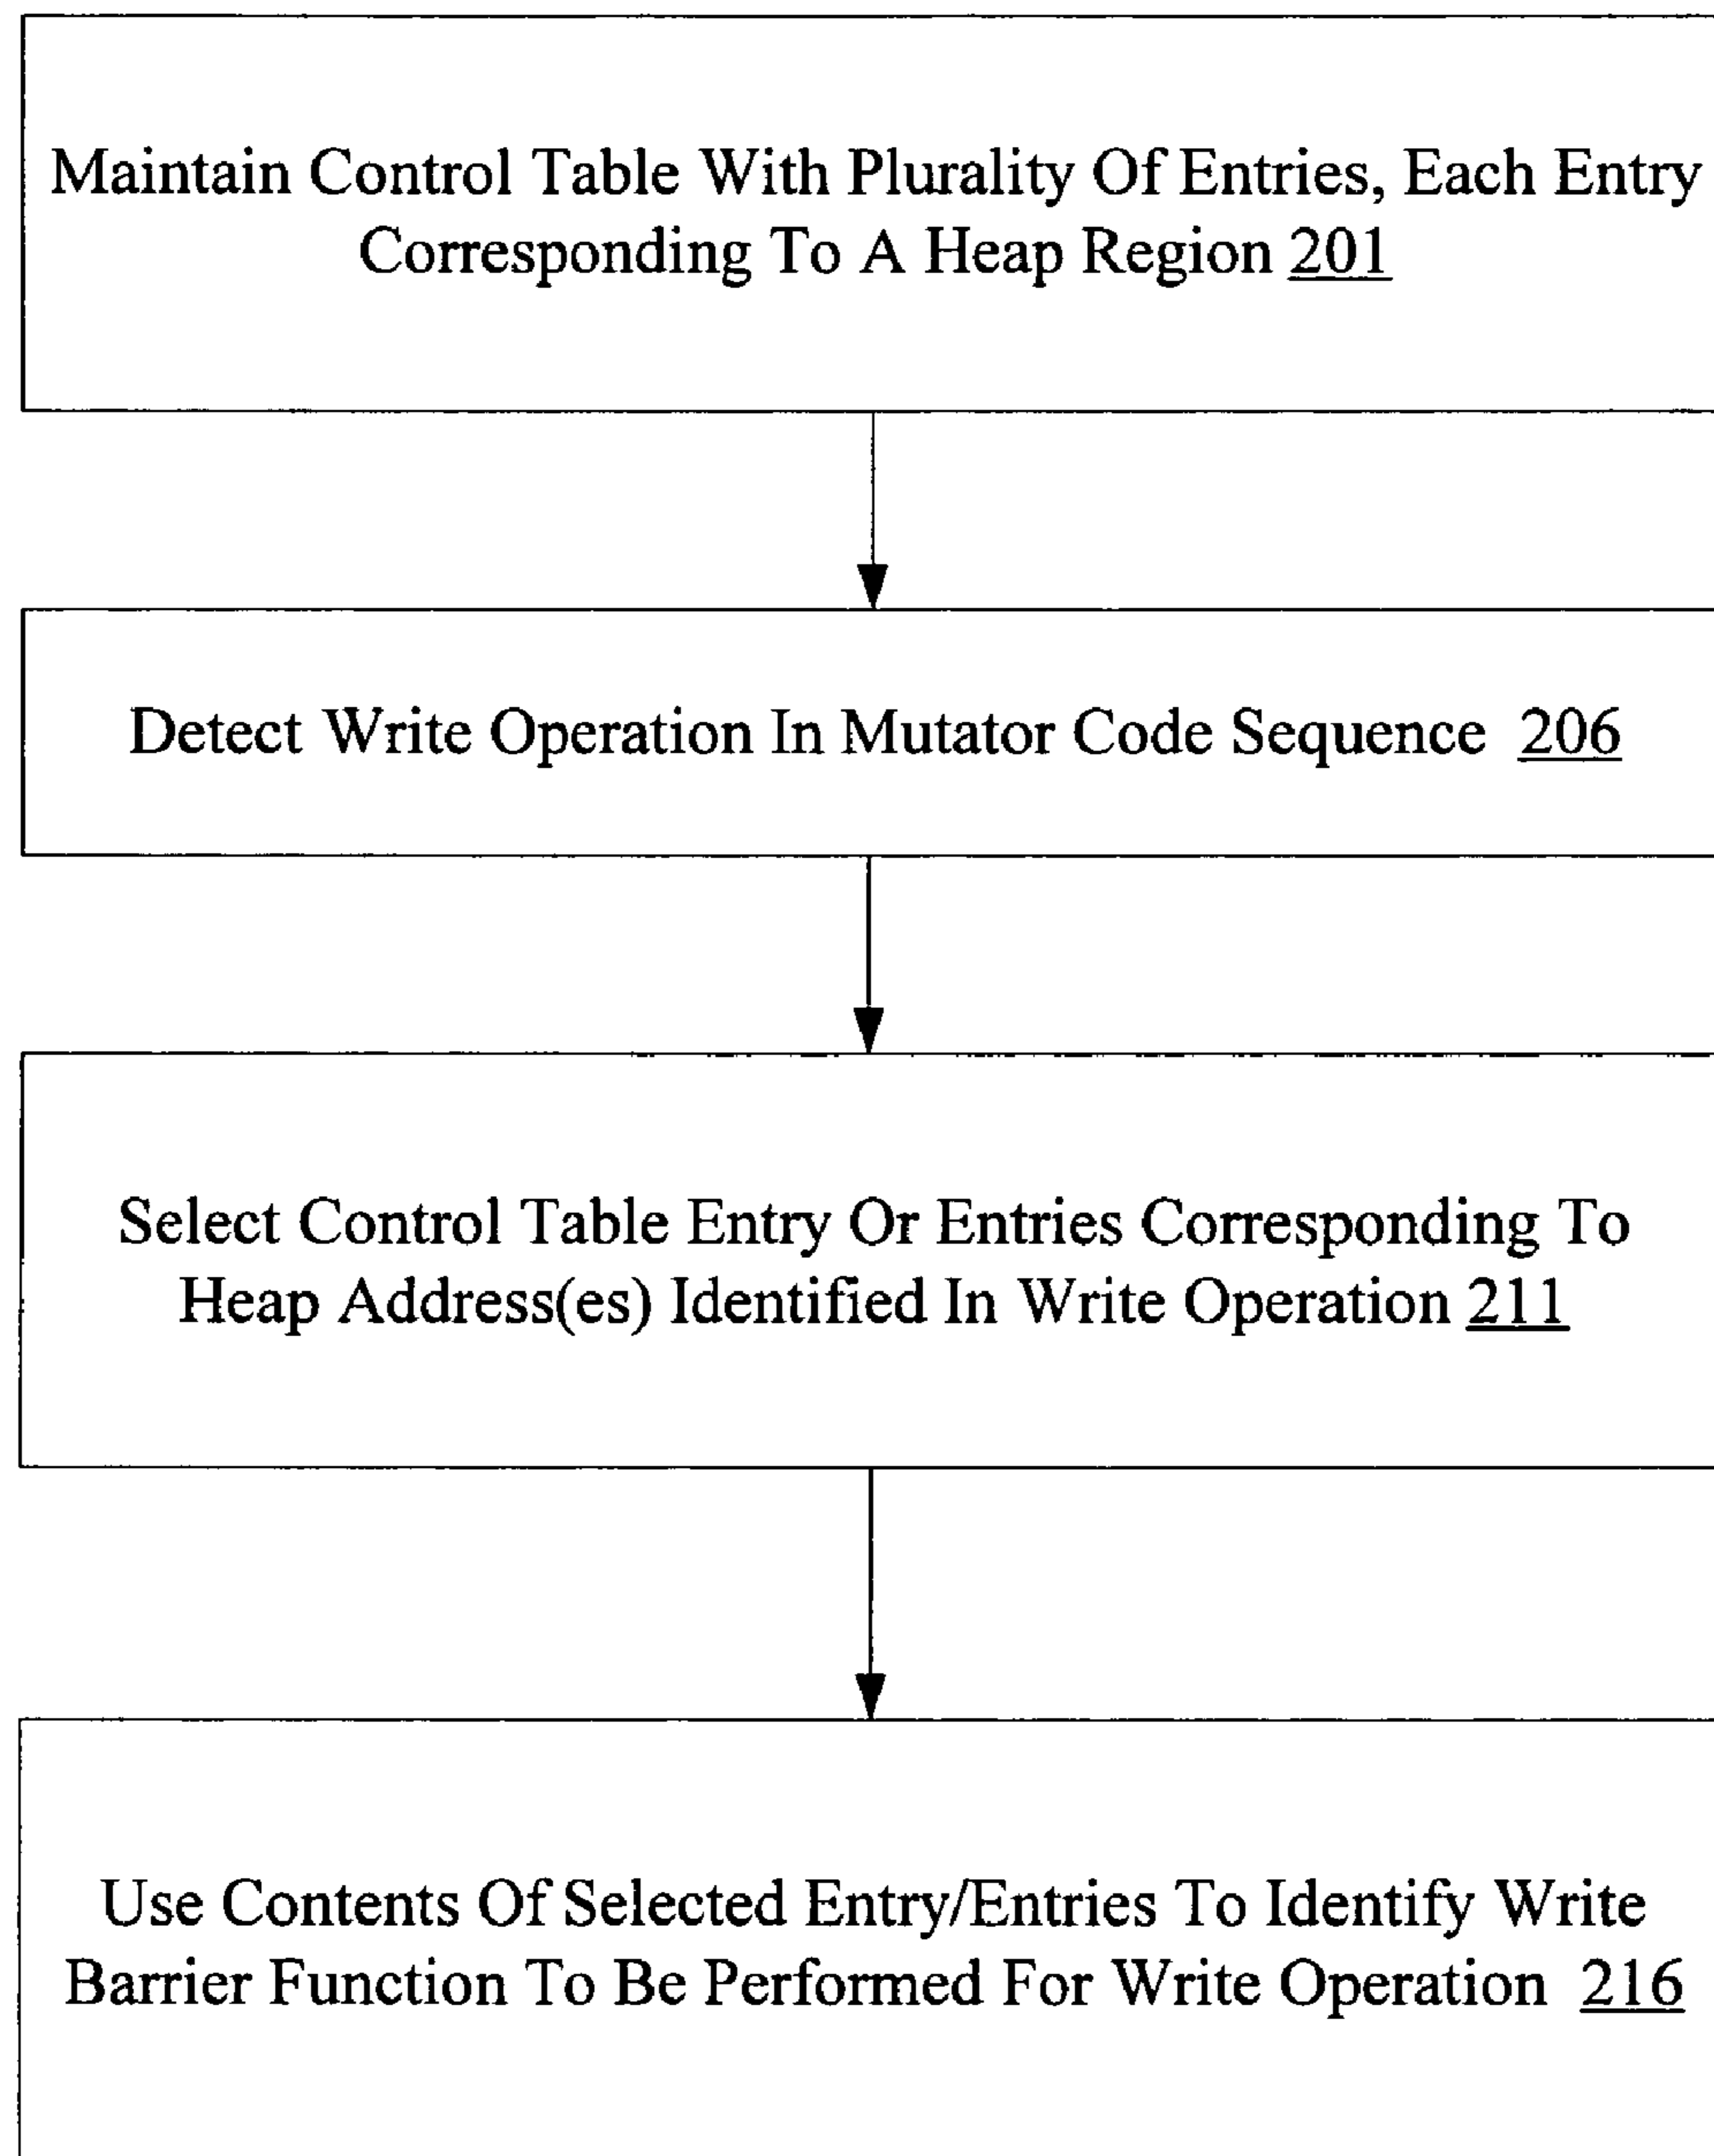 Maintain Control Table With Plurality Of Entries, Each Entry
Corresponding To A Heap Region 201
Detect Write Operation In Mutator Code Sequence 206
Select Control Table Entry Or Entries Corresponding To
Heap Address(es) Identified In Write Operation 211
Use Contents Of Selected Entry/Entries To Identify Write
Barrier Function To Be Performed For Write Operation 216